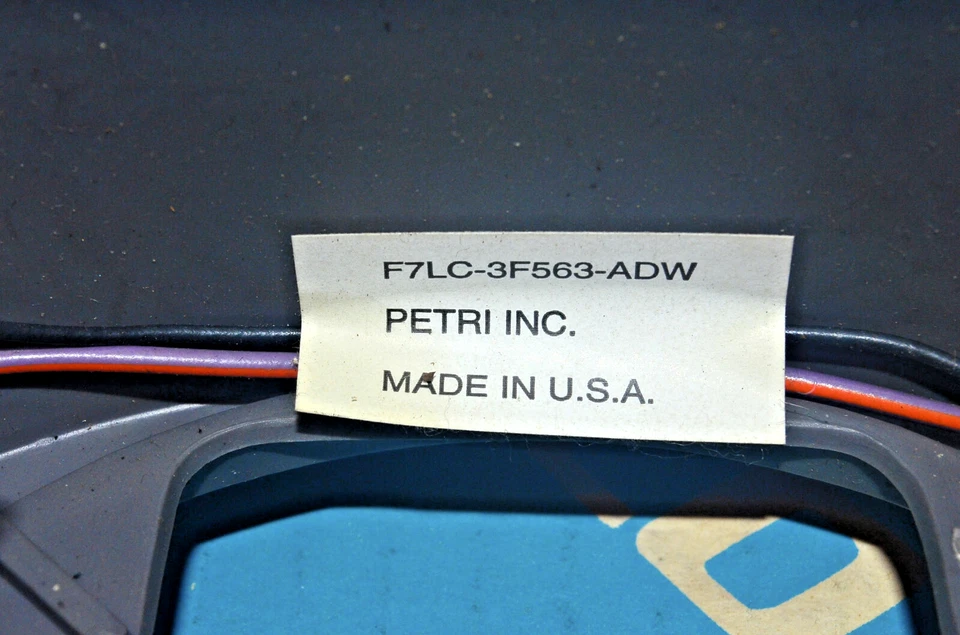 F7LC-3F563-ADW
PETRI INC.
MADE IN U.S.A.